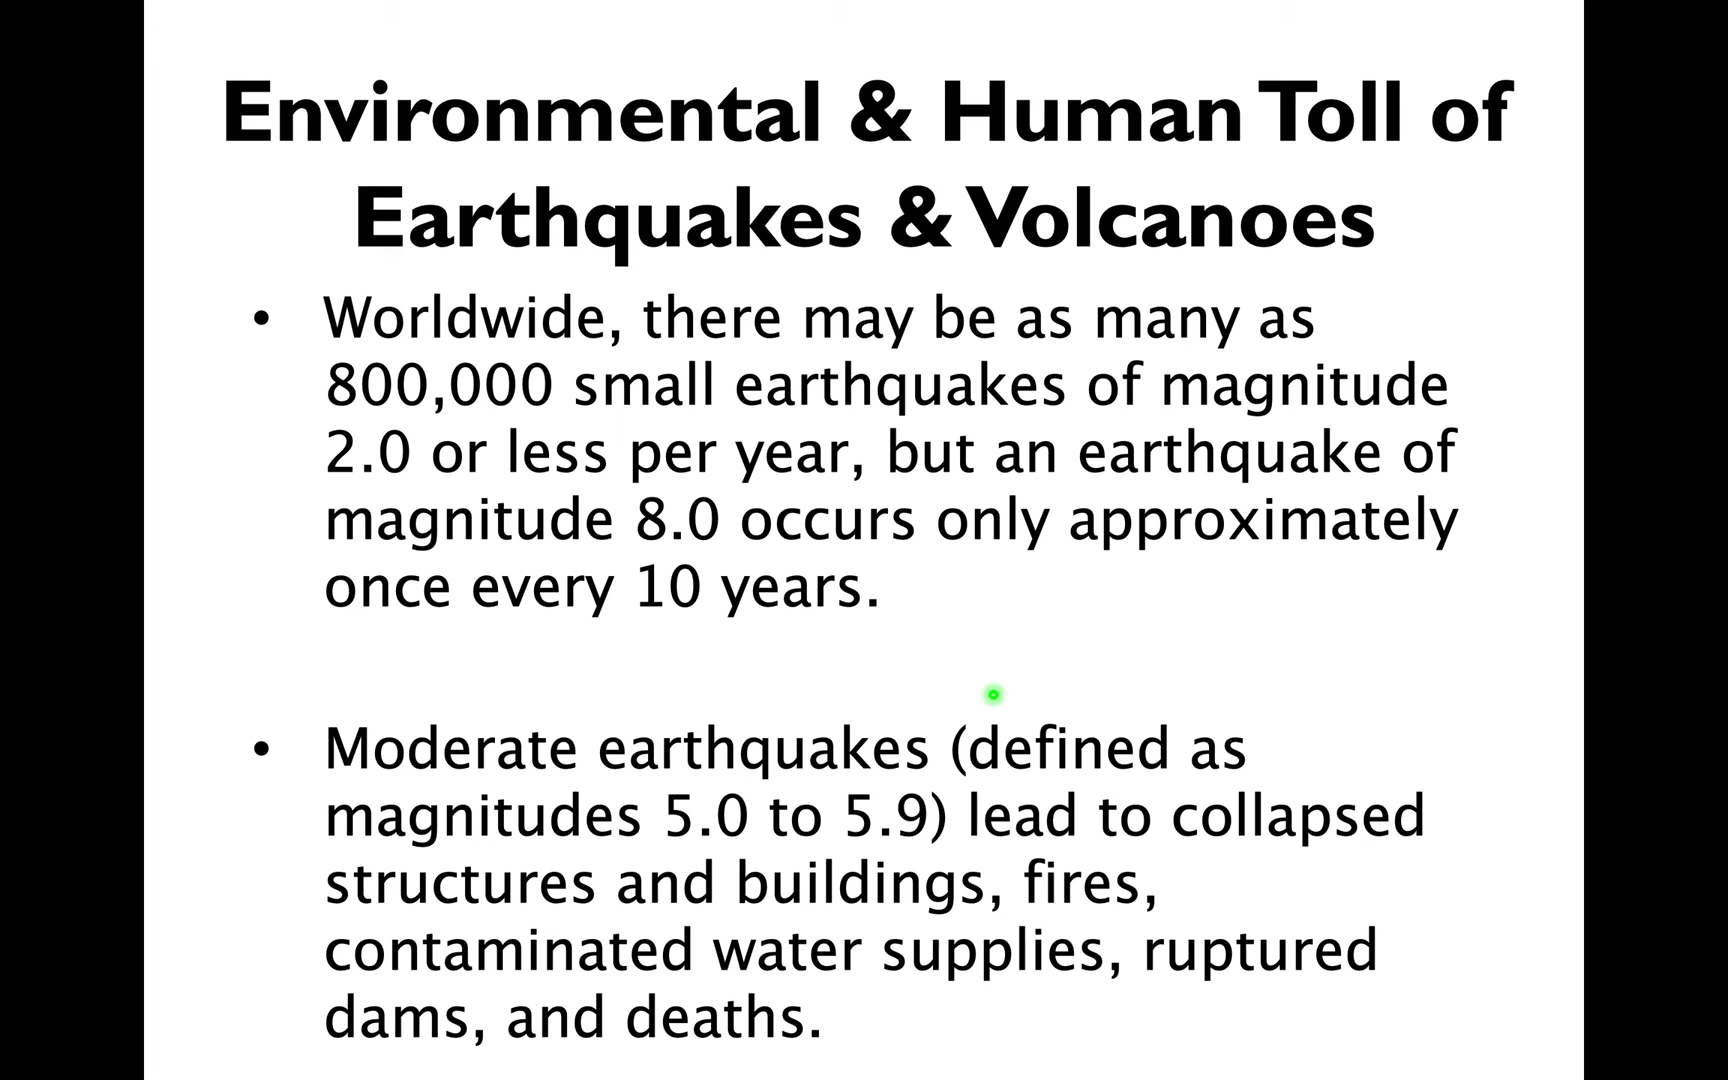 Environmental & Human Toll of
Earthquakes & Volcanoes
• Worldwide, there may be as many as
800,000 small earthquakes of magnitude
2.0 or less per year, but an earthquake of
magnitude 8.0 occurs only approximately
once every 10 years.
• Moderate earthquakes (defined as
magnitudes 5.0 to 5.9) lead to collapsed
structures and buildings, fires,
contaminated water supplies, ruptured
dams, and deaths.